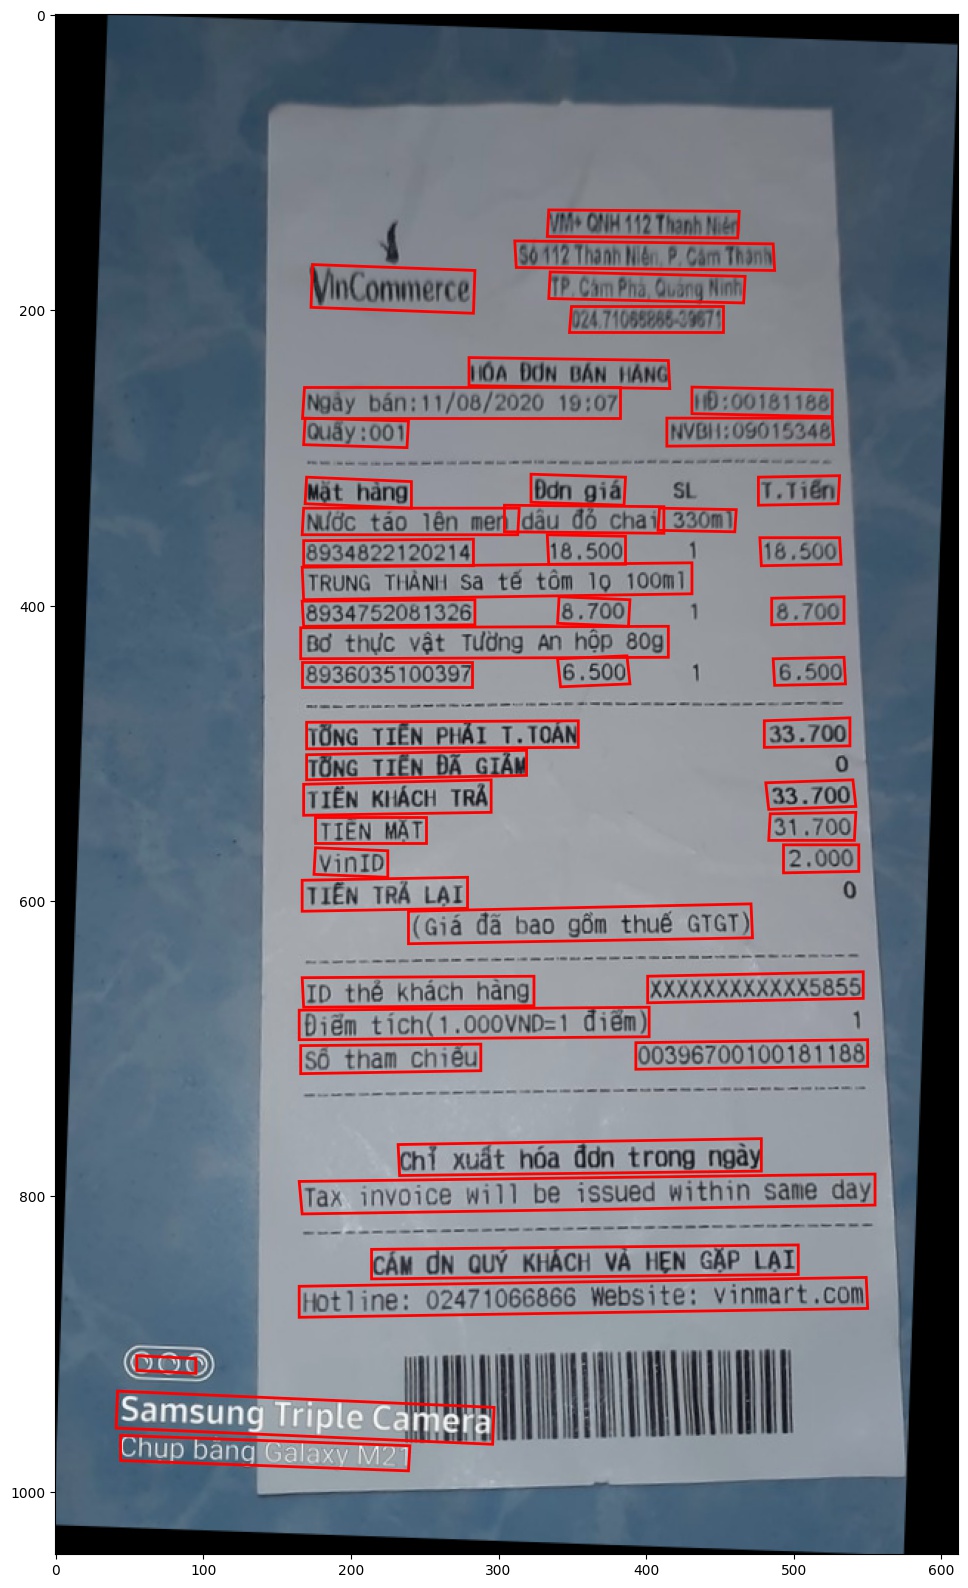 VM+ QNH 112 Thanh Niên
Số 112 Thanh Niên, P. Cẩm Thành
VinCommerce
TP. Cẩm Phả, Quảng Ninh
024.71066866-39671
HÓA ĐƠN BÁN HÀNG
Ngày bán:11/08/2020 19:07 HĐ:00181188
Quầy:001 NVBH:09015348
Mặt hàng Đơn giá SL T.Tiền
Nước táo lên men dâu đỏ chai 330ml
8934822120214 18.500 1 18.500
TRUNG THÀNH Sa tế tôm lọ 100ml
8934752081326 8.700 1 8.700
Bơ thực vật Tường An hộp 80g
8936035100397 6.500 1 6.500
TỔNG TIỀN PHẢI T.TOÁN 33.700
TỔNG TIỀN ĐÃ GIẢM 0
TIỀN KHÁCH TRẢ 33.700
TIỀN MẶT 31.700
VinID 2.000
TIỀN TRẢ LẠI 0
(Giá đã bao gồm thuế GTGT)
ID thẻ khách hàng XXXXXXXXXXXX5855
Điểm tích(1.000VND=1 điểm) 1
Số tham chiếu 00396700100181188
Chỉ xuất hóa đơn trong ngày
Tax invoice will be issued within same day
CẢM ƠN QUÝ KHÁCH VÀ HẸN GẶP LẠI
Hotline: 02471066866 Website: vinmart.com
Samsung Triple Camera
Chụp bằng Galaxy M21
0
200
400
600
800
1000
0 100 200 300 400 500 600